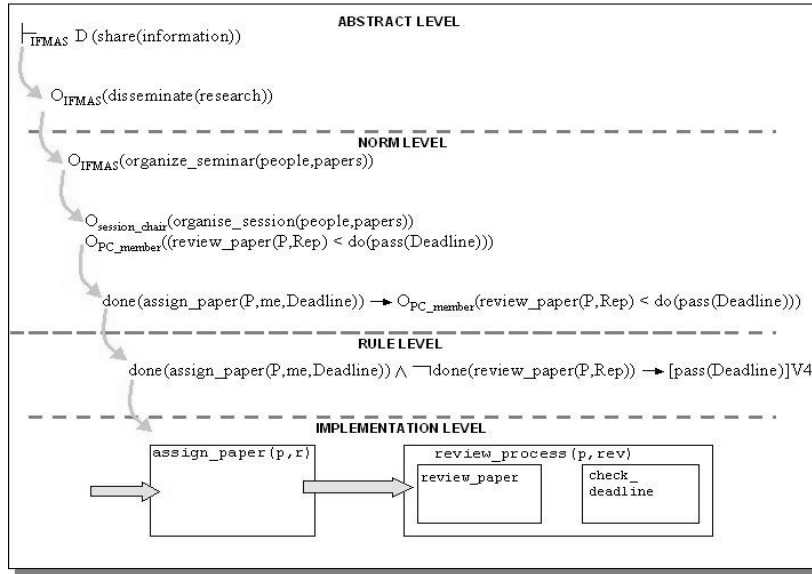 ABSTRACT LEVEL
⊢IFMAS D (share(information))
OIFMAS(disseminate(research))
NORM LEVEL
OIFMAS(organize_seminar(people,papers))
Osession_chair(organise_session(people,papers))
OPC_member((review_paper(P,Rep) < do(pass(Deadline)))
done(assign_paper(P,me,Deadline)) → OPC_member(review_paper(P,Rep) < do(pass(Deadline)))
RULE LEVEL
done(assign_paper(P,me,Deadline)) ∧ ¬done(review_paper(P,Rep)) → [pass(Deadline)]V4
IMPLEMENTATION LEVEL
assign_paper(p,r)
review_process(p,rev)
review_paper
check_
deadline